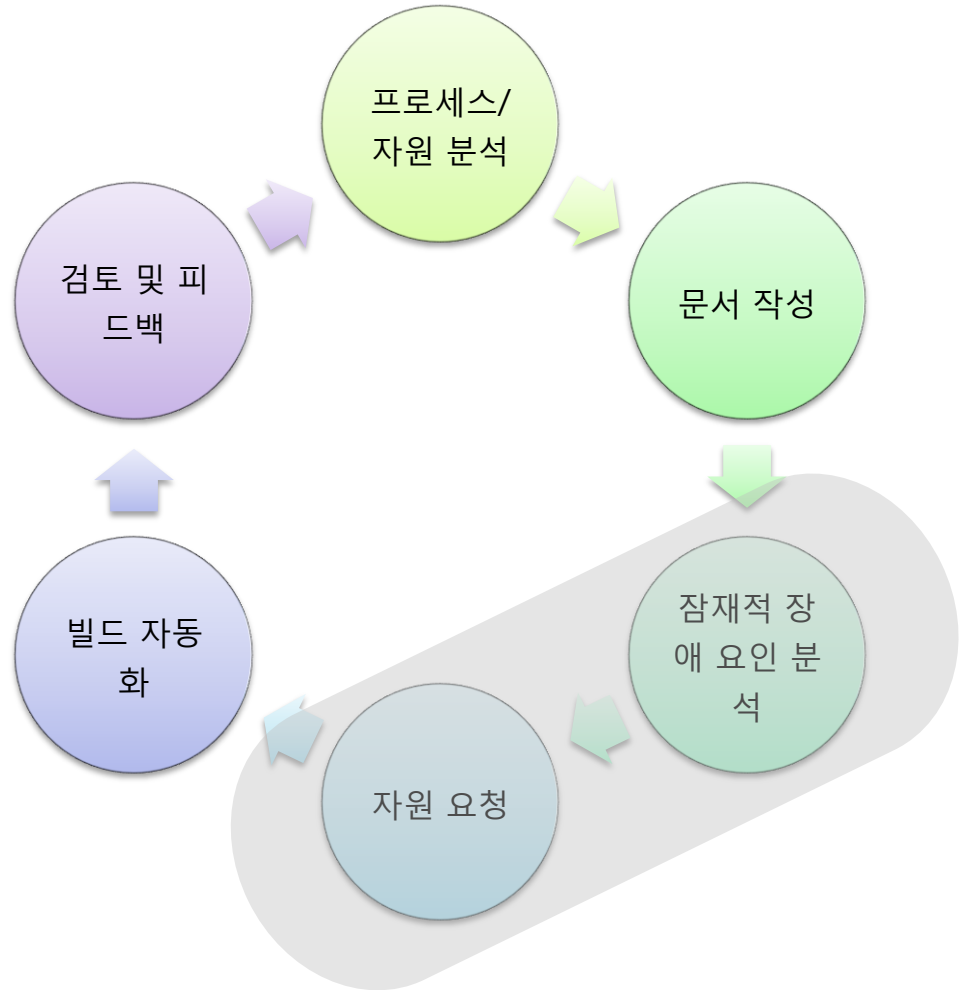 프로세스/
자원 분석
문서 작성
잠재적 장
애 요인 분
석
자원 요청
빌드 자동
화
검토 및 피
드백